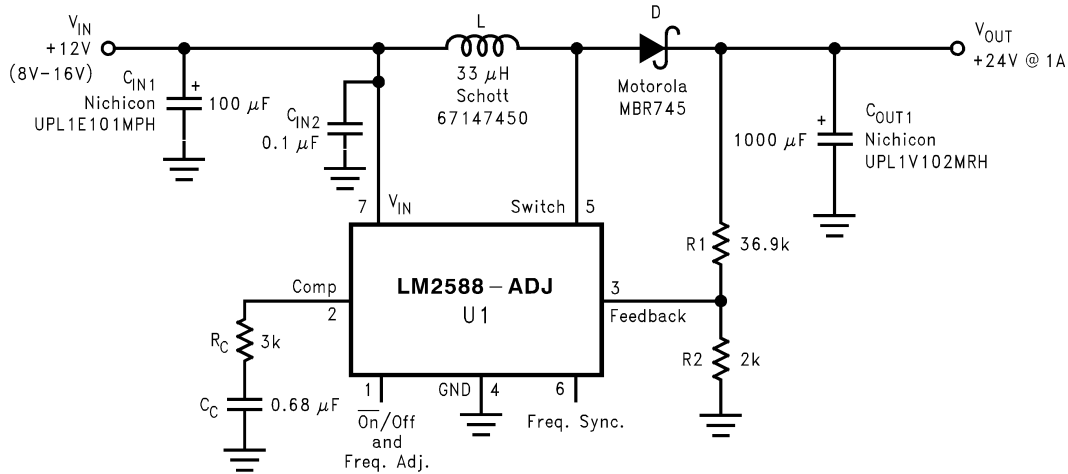 V_IN
+12V
(8V-16V)
C_IN1
Nichicon
UPL1E101MPH
+
100 μF
C_IN2
0.1 μF
L
33 μH
Schott
67147450
D
Motorola
MBR745
V_OUT
+24V @ 1A
+
1000 μF
C_OUT1
Nichicon
UPL1V102MRH
7
V_IN
Switch
5
R1
36.9k
LM2588-ADJ
U1
Comp
2
3
Feedback
R_C
3k
R2
2k
C_C
0.68 μF
1
O̅n̅/Off
and
Freq. Adj.
GND
4
6
Freq. Sync.